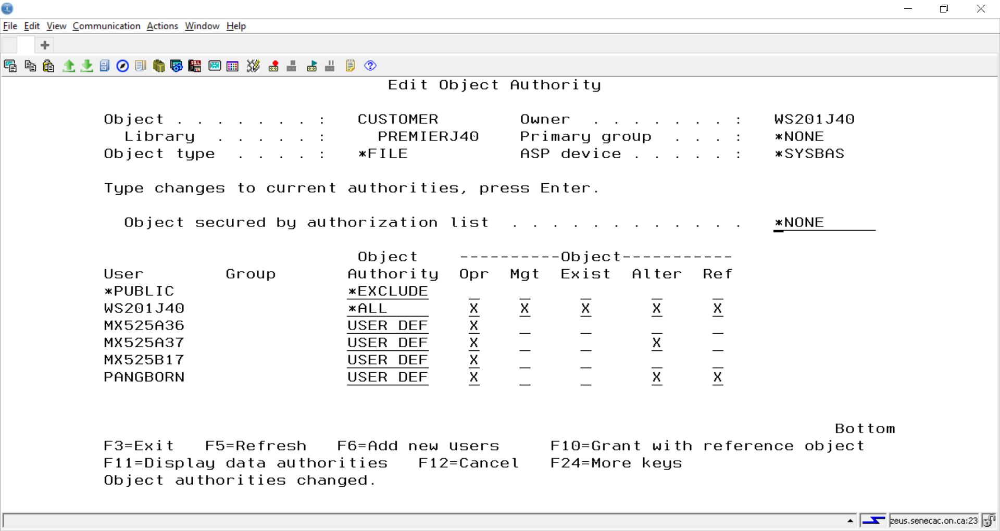 File Edit View Communication Actions Window Help
Edit Object Authority
Object . . . . . . . : CUSTOMER Owner . . . . . . . : WS201J40
Library . . . . . : PREMIERJ40 Primary group . . . : *NONE
Object type . . . . : *FILE ASP device . . . . . : *SYSBAS
Type changes to current authorities, press Enter.
Object secured by authorization list . . . . . . . . . . . . *NONE
Object ----------Object-----------
User Group Authority Opr Mgt Exist Alter Ref
*PUBLIC *EXCLUDE _ _ _ _ _
WS201J40 *ALL X X X X X
MX525A36 USER DEF X _ _ _ _
MX525A37 USER DEF X _ _ X _
MX525B17 USER DEF X _ _ _ _
PANGBORN USER DEF X _ _ X X
Bottom
F3=Exit F5=Refresh F6=Add new users F10=Grant with reference object
F11=Display data authorities F12=Cancel F24=More keys
Object authorities changed.
zeus.senecac.on.ca:23